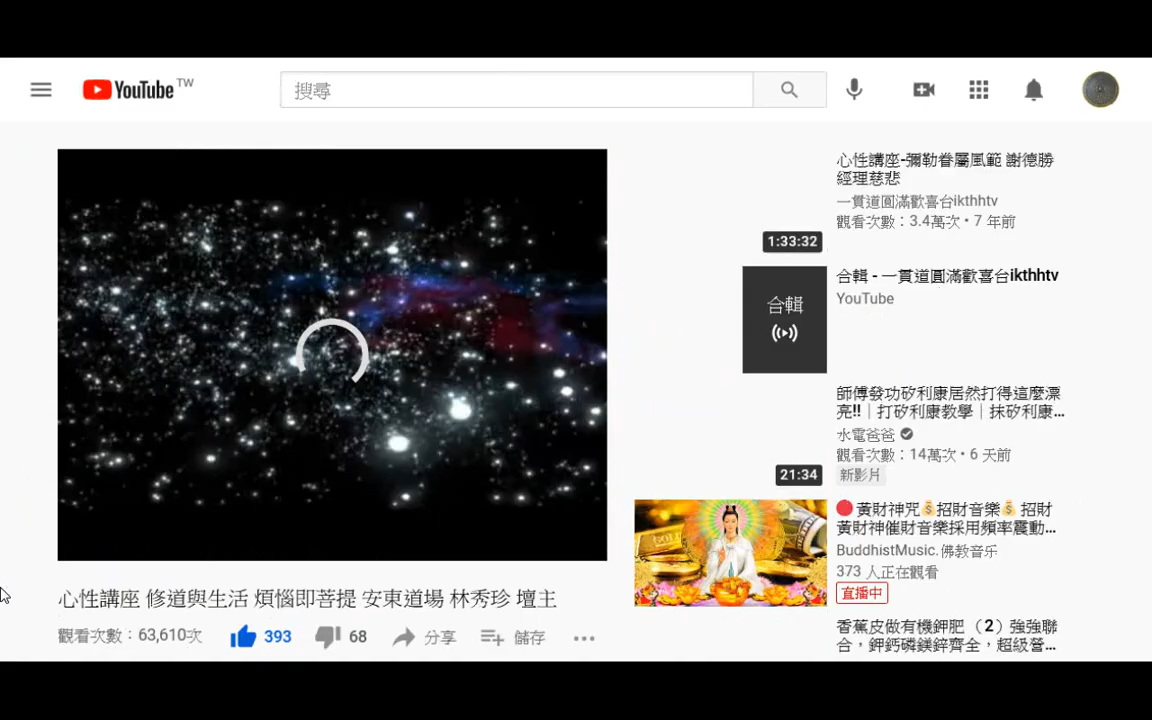 YouTube TW
搜尋
心性講座 修道與生活 煩惱即菩提 安東道場 林秀珍 壇主
觀看次數：63,610次
393
68
分享
儲存
1:33:32
心性講座-彌勒眷屬風範 謝德勝
經理慈悲
一貫道圓滿歡喜台ikthhtv
觀看次數：3.4萬次 • 7 年前
合輯
合輯 - 一貫道圓滿歡喜台ikthhtv
YouTube
21:34
師傅發功矽利康居然打得這麼漂
亮!!｜打矽利康教學｜抹矽利康...
水電爸爸
觀看次數：14萬次 • 6 天前
新影片
🔴 黃財神咒💰招財音樂💰 招財
黃財神催財音樂採用頻率震動...
BuddhistMusic. 佛教音乐
373 人正在觀看
直播中
香蕉皮做有機鉀肥 （2）強強聯
合，鉀鈣磷鎂鋅齊全，超級營...